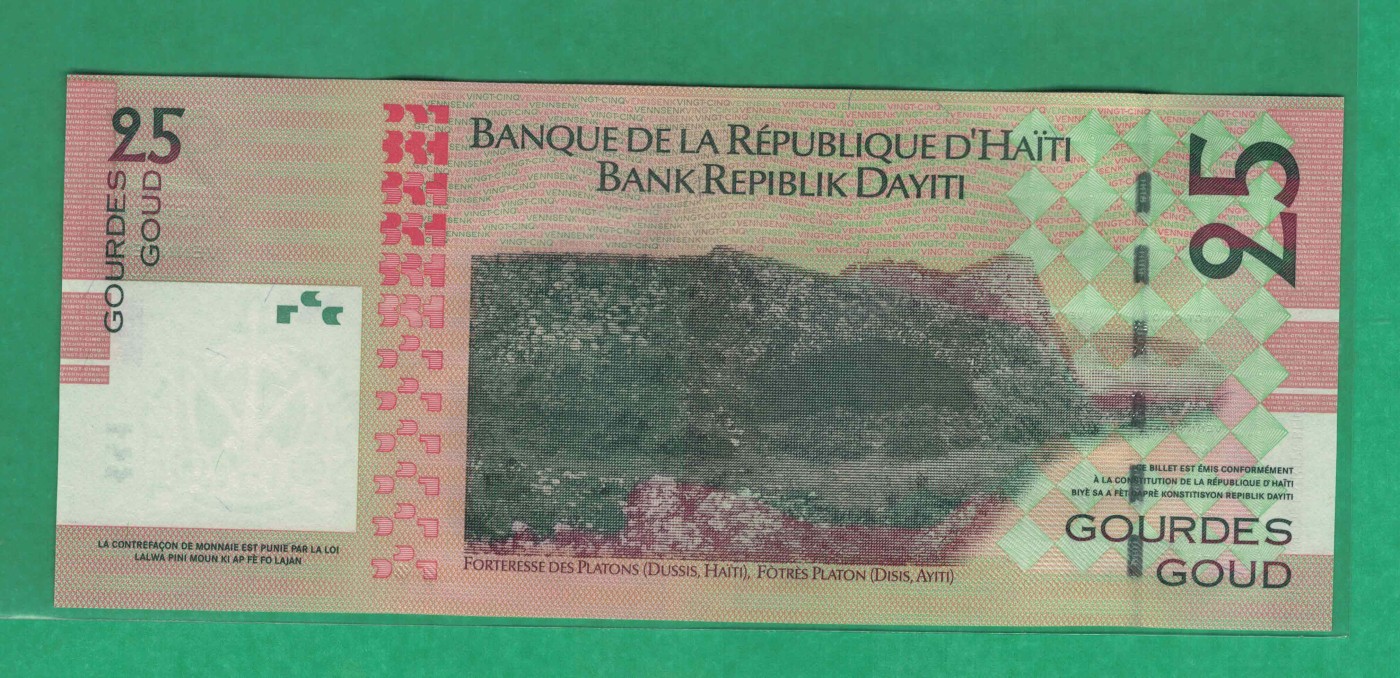 25
GOURDES
GOUD
BANQUE DE LA RÉPUBLIQUE D'HAÏTI
BANK REPIBLIK DAYITI
25
FORTERESSE DES PLATONS (DUSSIS, HAÏTI), FÒTRÈS PLATON (DISIS, AYITI)
LA CONTREFAÇON DE MONNAIE EST PUNIE PAR LA LOI
LALWA PINI MOUN KI AP FÈ FO LAJAN
CE BILLET EST ÉMIS CONFORMÉMENT
À LA CONSTITUTION DE LA RÉPUBLIQUE D'HAÏTI
BIYÈ SA A FÈT DAPRÈ KONSTITISYON REPIBLIK DAYITI
GOURDES
GOUD